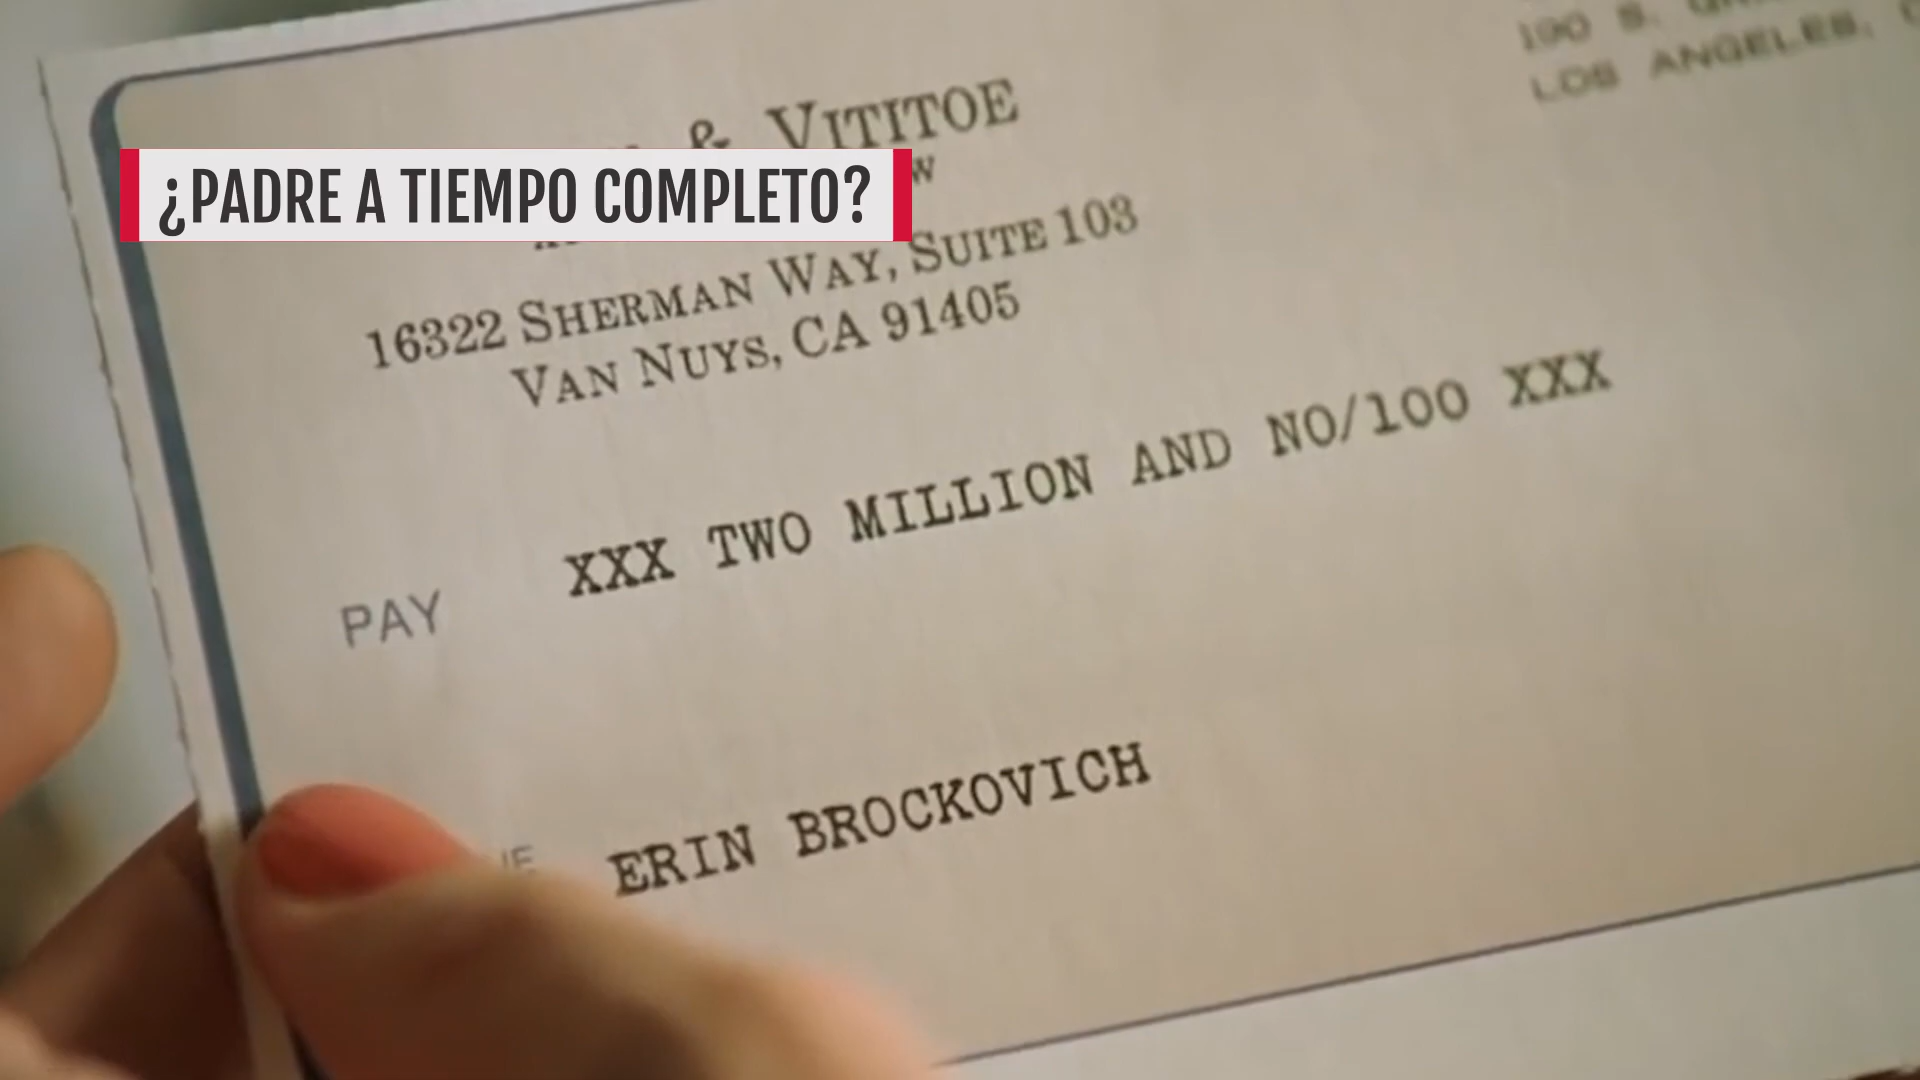 190 S.
LOS ANGELES,
& VITITOE
¿PADRE A TIEMPO COMPLETO?
16322 SHERMAN WAY, SUITE 103
VAN NUYS, CA 91405
PAY XXX TWO MILLION AND NO/100 XXX
ERIN BROCKOVICH